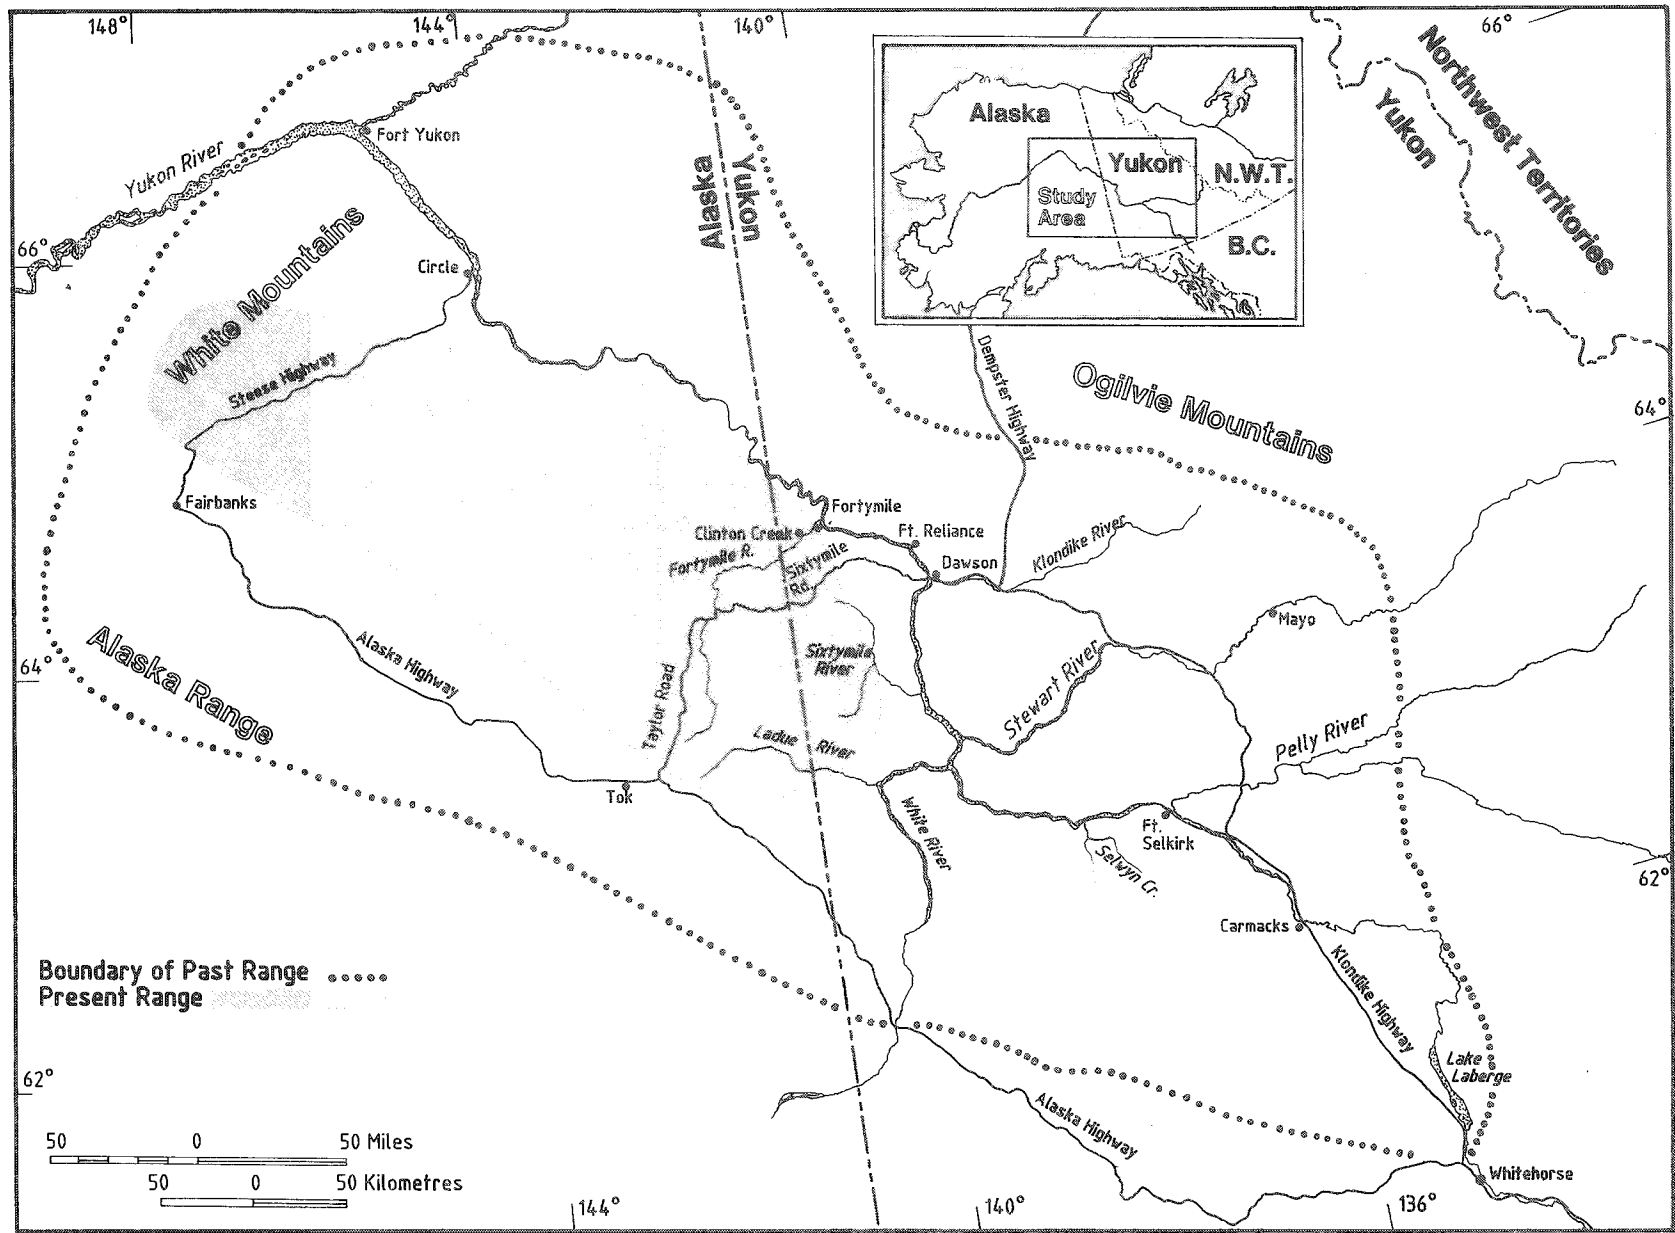 148°
144°
140°
66°
Northwest Territories
Yukon
Alaska
Yukon
N.W.T.
Study
Area
B.C.
Fort Yukon
Yukon River
Alaska
Yukon
66°
White Mountains
Circle
Steese Highway
Dempster Highway
Ogilvie Mountains
64°
Fairbanks
Fortymile
Clinton Creek
Ft. Reliance
Fortymile R.
Sixtymile
Rd.
Dawson
Klondike River
Mayo
Alaska Range
64°
Alaska Highway
Taylor Road
Sixtymile
River
Stewart River
Ladue River
Pelly River
Tok
White River
Ft.
Selkirk
Selwyn Cr.
62°
Carmacks
Klondike Highway
Boundary of Past Range
Present Range
Lake
Laberge
62°
Alaska Highway
50 0 50 Miles
50 0 50 Kilometres
Whitehorse
144°
140°
136°